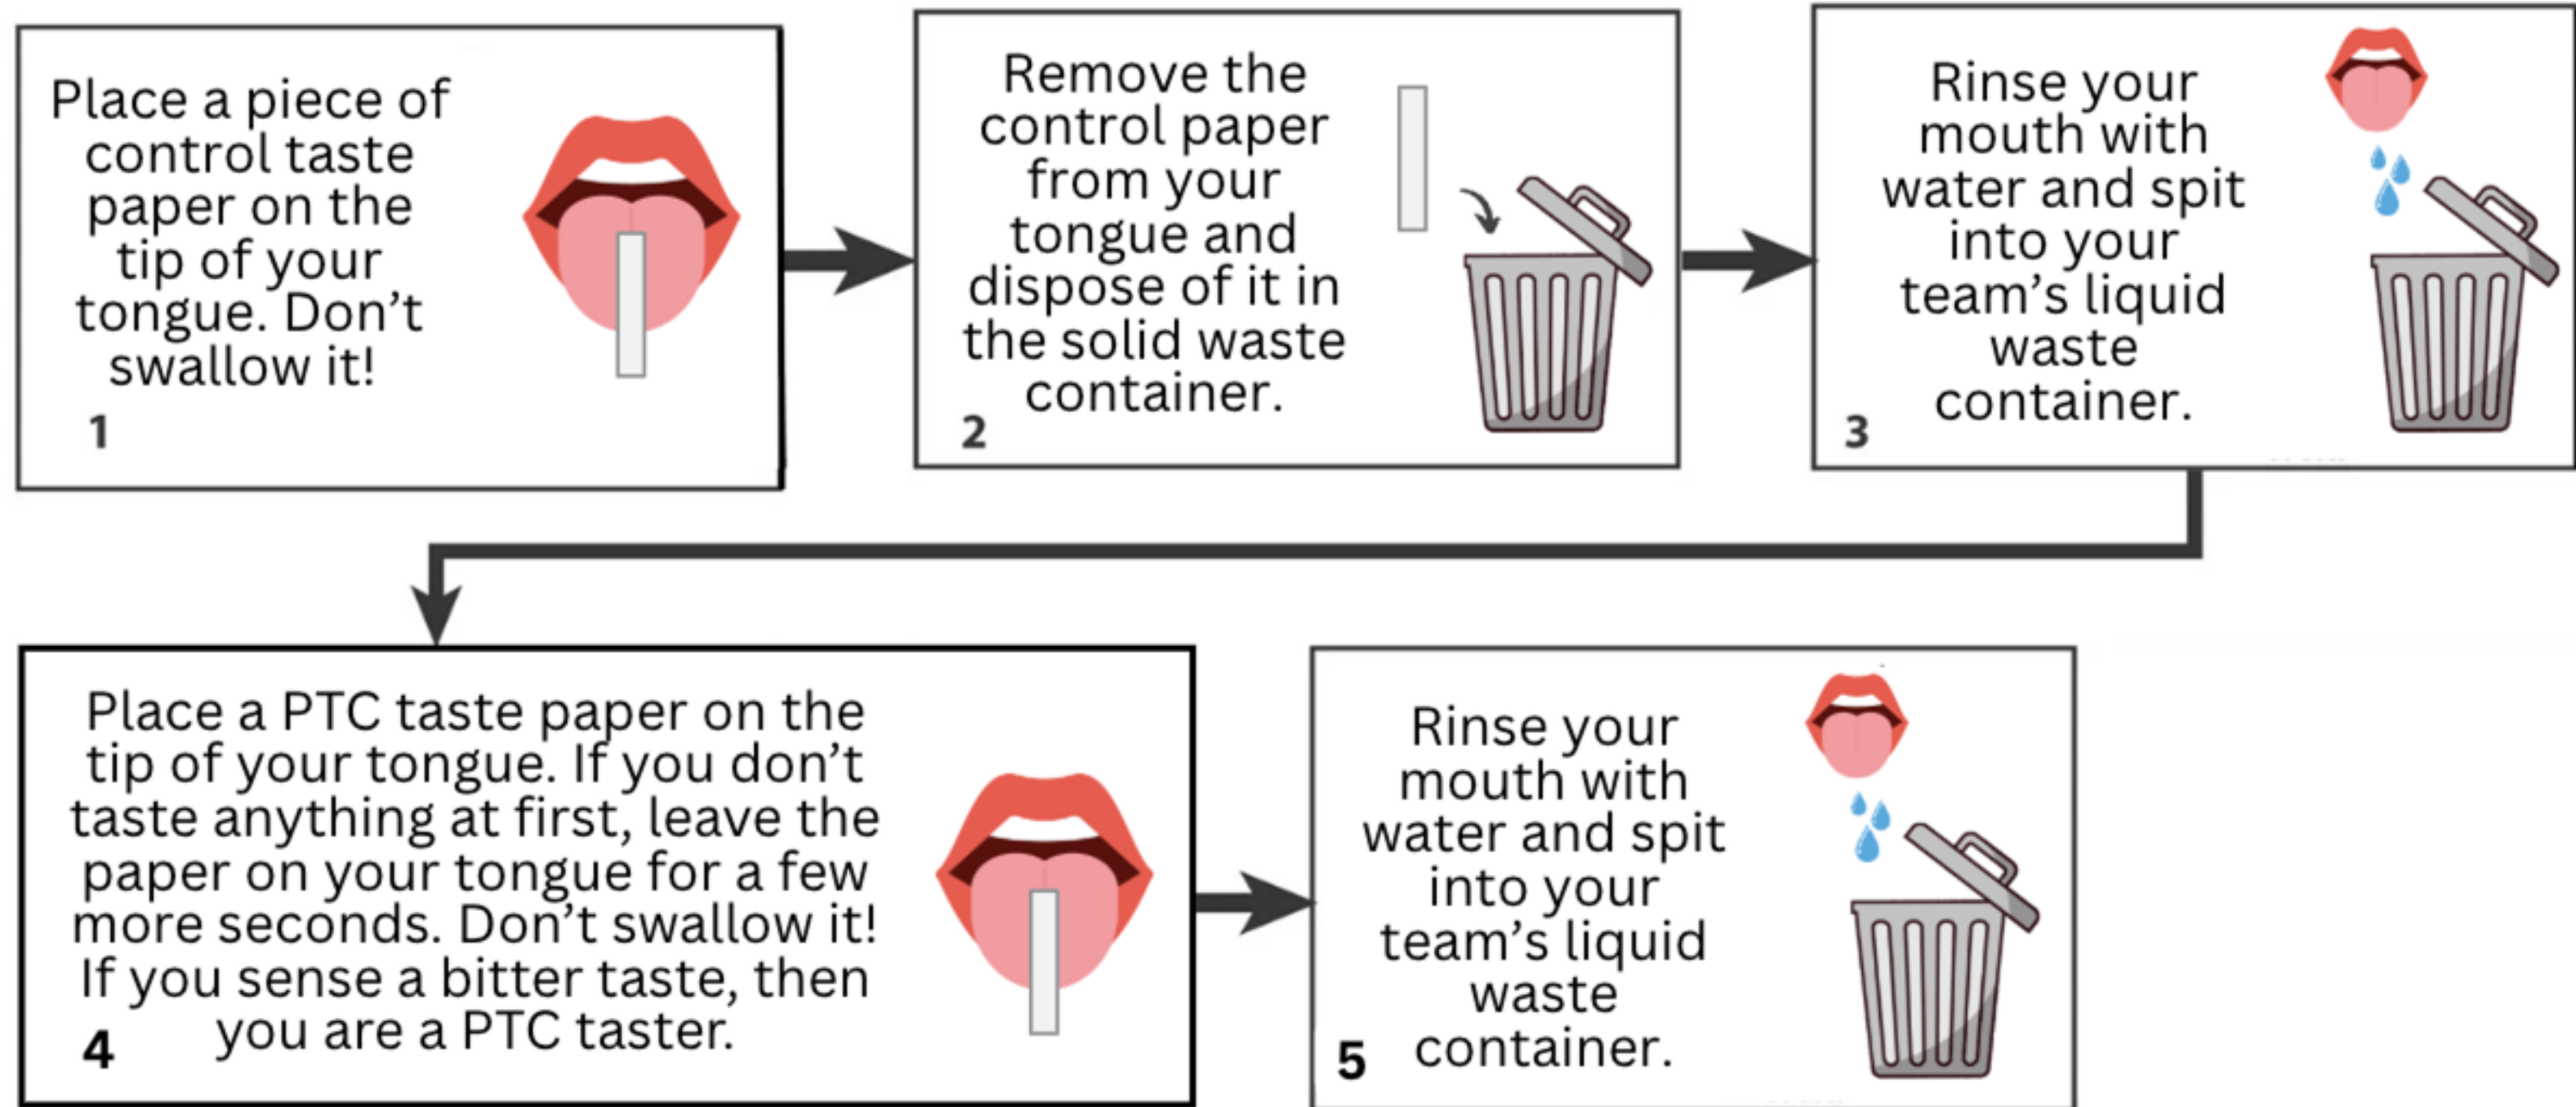 Place a piece of
control taste
paper on the
tip of your
tongue. Don’t
swallow it!
1
Remove the
control paper
from your
tongue and
dispose of it in
the solid waste
container.
2
Rinse your
mouth with
water and spit
into your
team’s liquid
waste
container.
3
Place a PTC taste paper on the
tip of your tongue. If you don’t
taste anything at first, leave the
paper on your tongue for a few
more seconds. Don’t swallow it!
If you sense a bitter taste, then
you are a PTC taster.
4
Rinse your
mouth with
water and spit
into your
team’s liquid
waste
container.
5